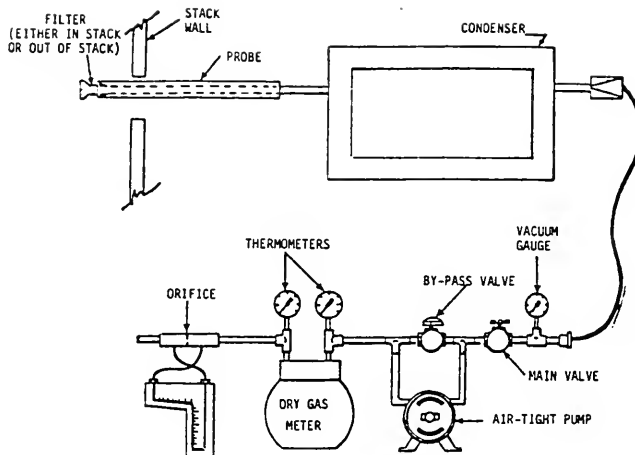 FILTER
(EITHER IN STACK
OR OUT OF STACK)
STACK
WALL
PROBE
CONDENSER
THERMOMETERS
ORIFICE
BY-PASS VALVE
VACUUM
GAUGE
MAIN VALVE
DRY GAS
METER
AIR-TIGHT PUMP